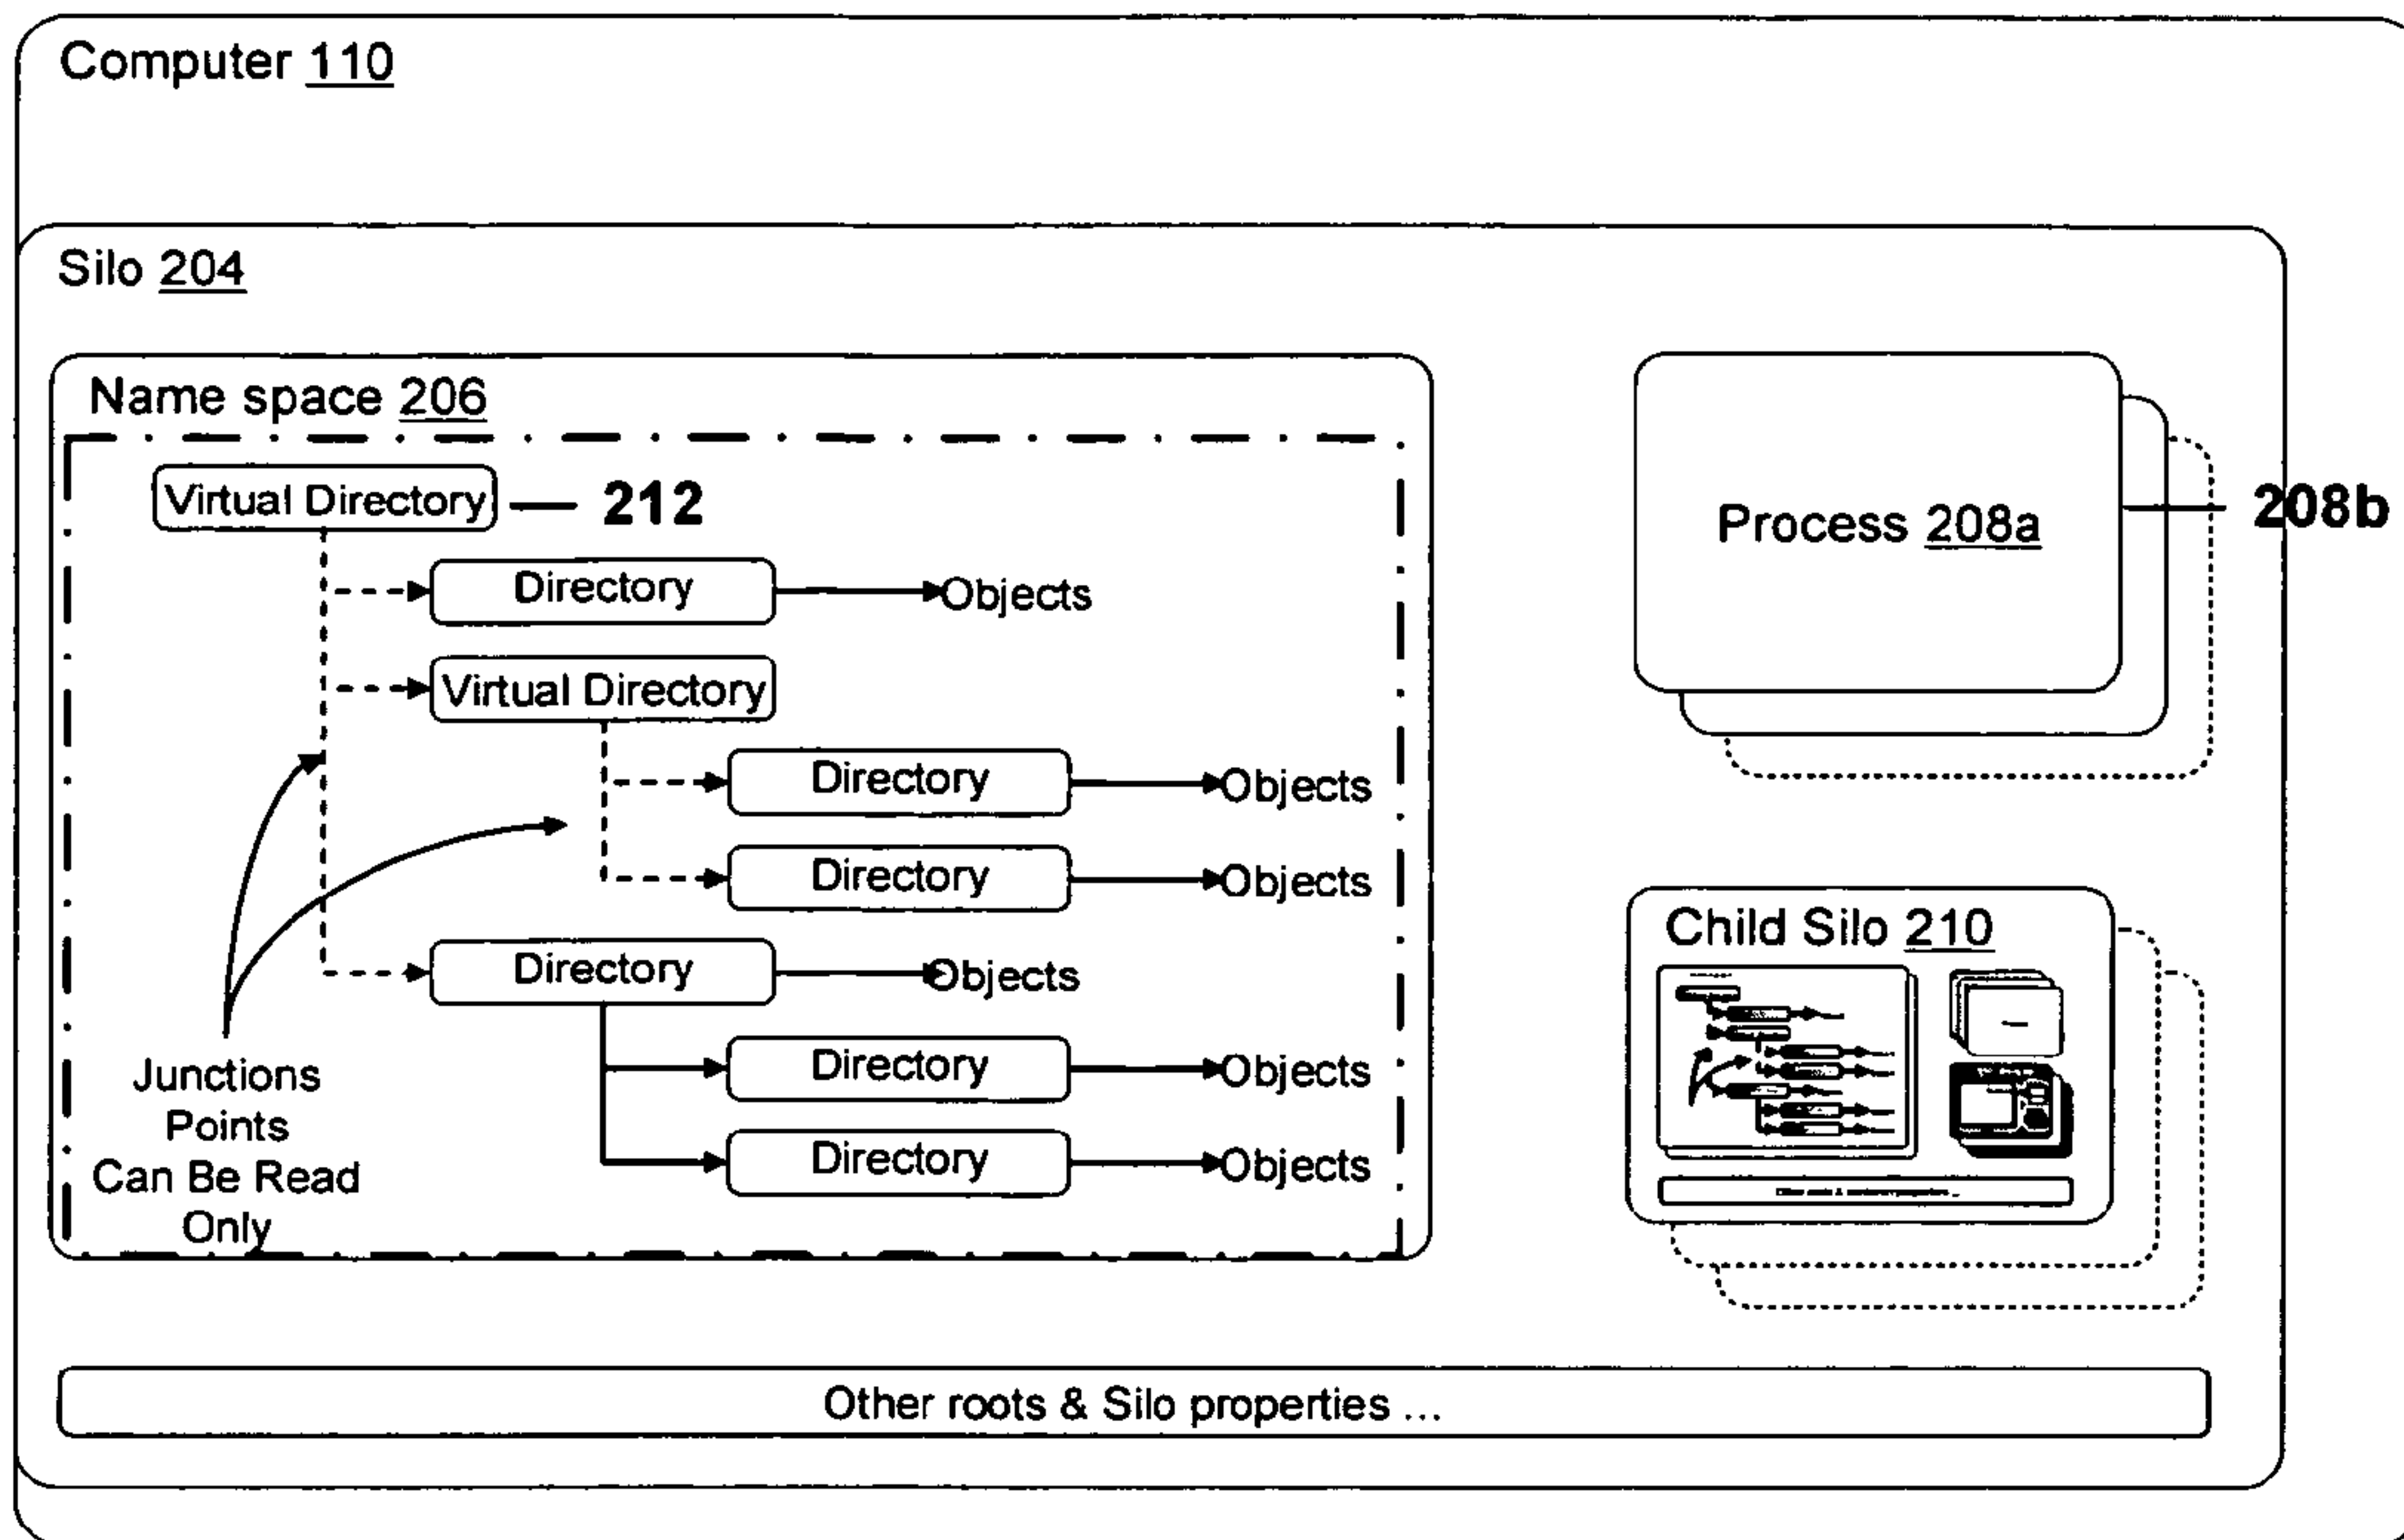 Computer 110
Silo 204
Name space 206
Virtual Directory 212
Directory Objects
Virtual Directory
Directory Objects
Directory Objects
Directory Objects
Directory Objects
Directory Objects
Junctions
Points
Can Be Read
Only
Process 208a
208b
Child Silo 210
Other roots & Silo properties ...